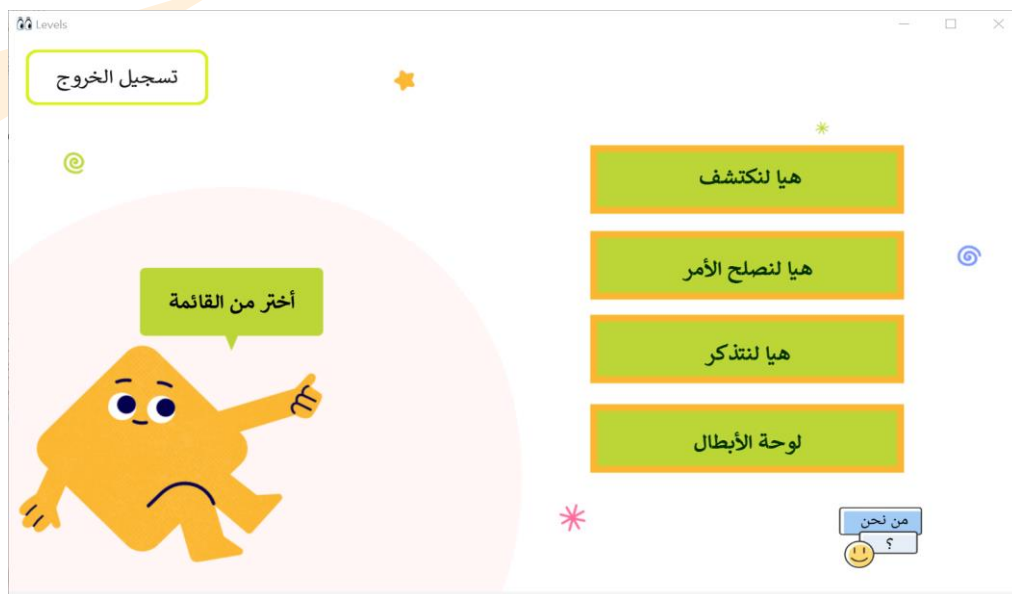 Levels
تسجيل الخروج
هيا لنكتشف
هيا لنصلح الأمر
أختر من القائمة
هيا لنتذكر
لوحة الأبطال
من نحن
؟